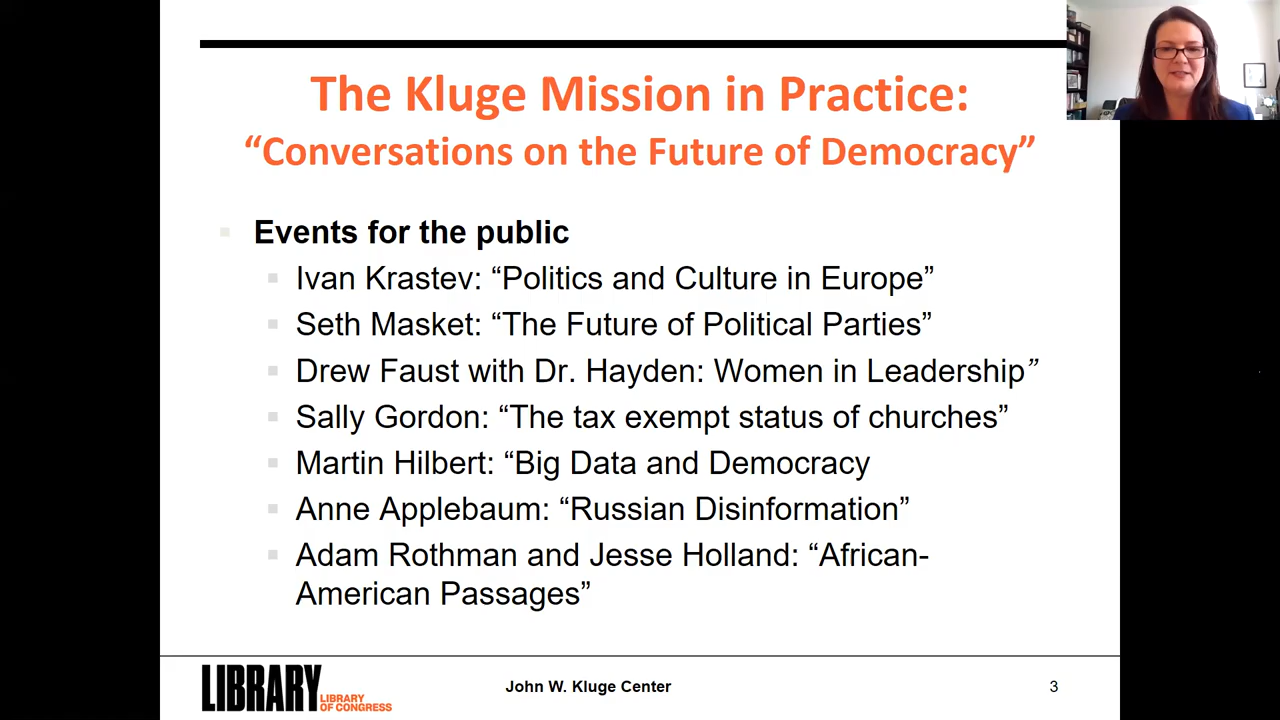 The Kluge Mission in Practice:
“Conversations on the Future of Democracy”
Events for the public
Ivan Krastev: “Politics and Culture in Europe”
Seth Masket: “The Future of Political Parties”
Drew Faust with Dr. Hayden: Women in Leadership”
Sally Gordon: “The tax exempt status of churches”
Martin Hilbert: “Big Data and Democracy
Anne Applebaum: “Russian Disinformation”
Adam Rothman and Jesse Holland: “African-
American Passages”
LIBRARY
LIBRARY
OF CONGRESS
John W. Kluge Center
3